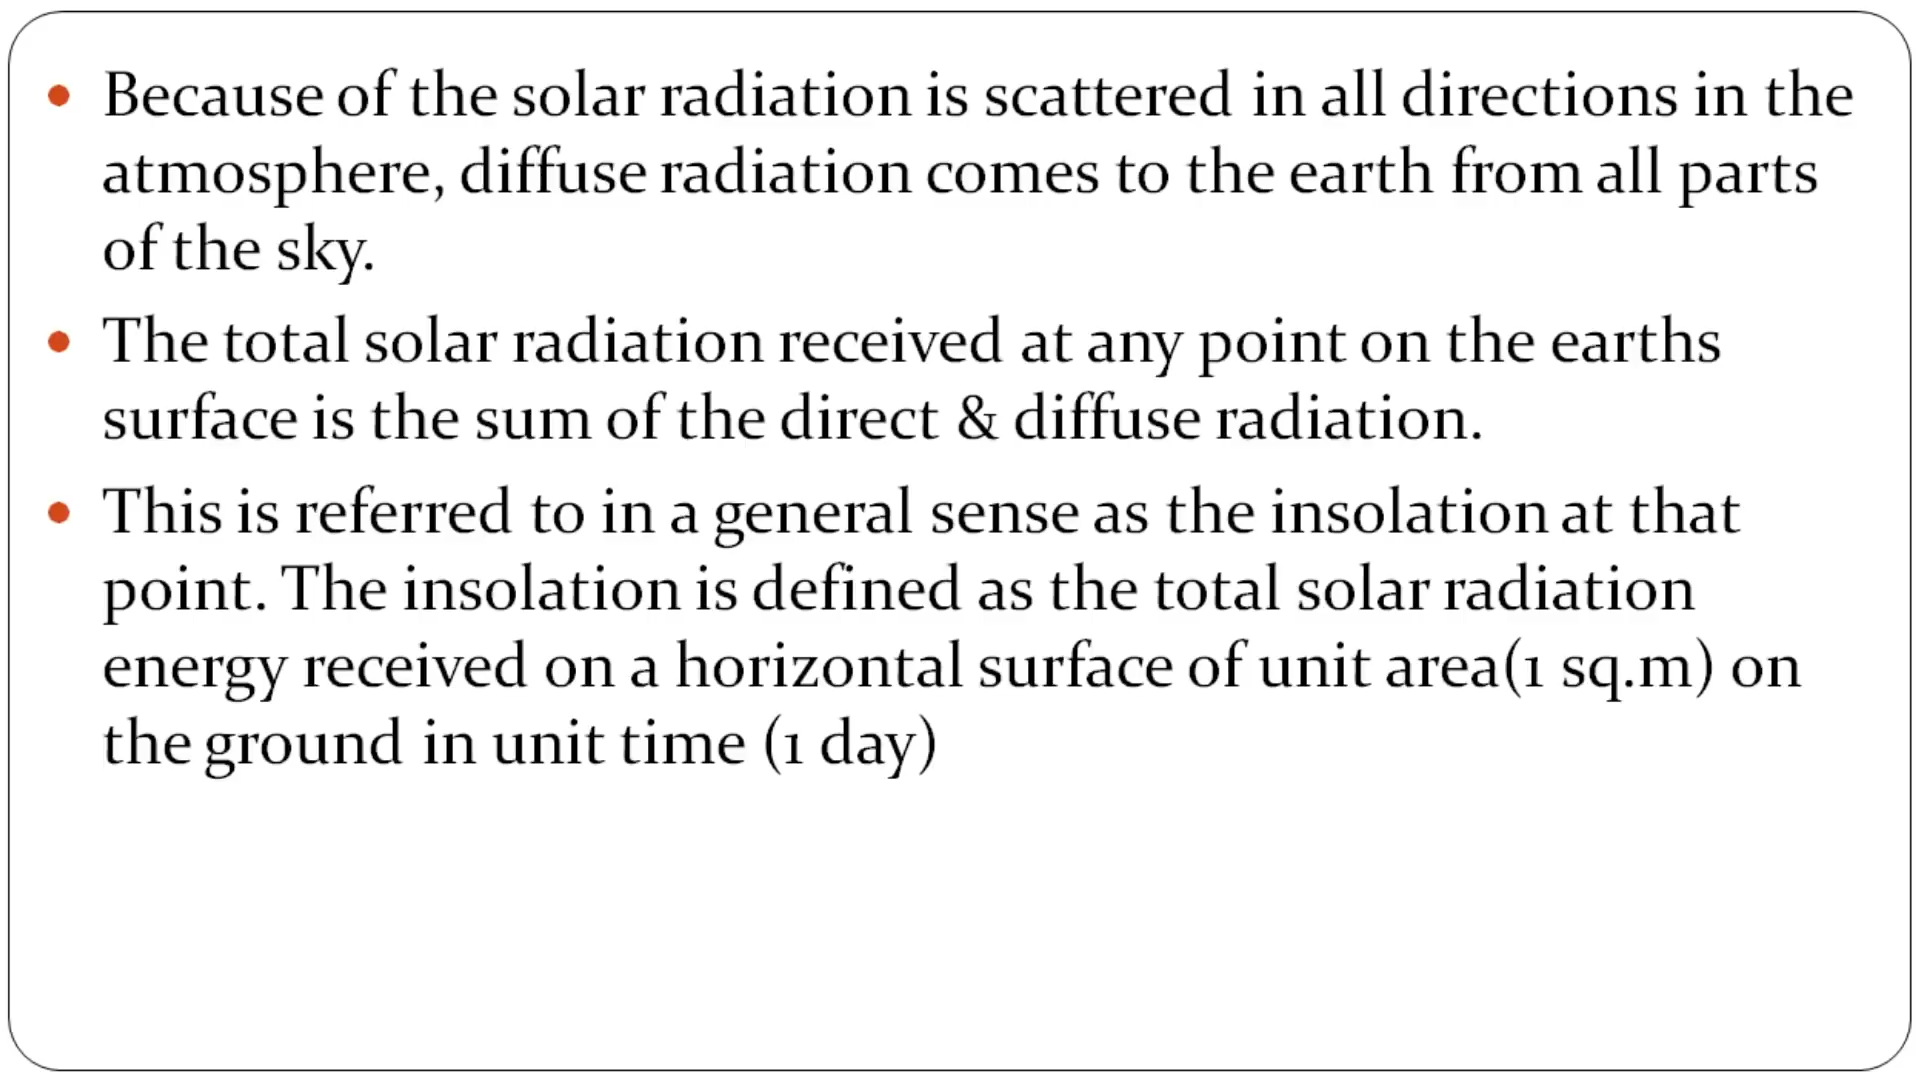 • Because of the solar radiation is scattered in all directions in the
atmosphere, diffuse radiation comes to the earth from all parts
of the sky.
• The total solar radiation received at any point on the earths
surface is the sum of the direct & diffuse radiation.
• This is referred to in a general sense as the insolation at that
point. The insolation is defined as the total solar radiation
energy received on a horizontal surface of unit area(1 sq.m) on
the ground in unit time (1 day)